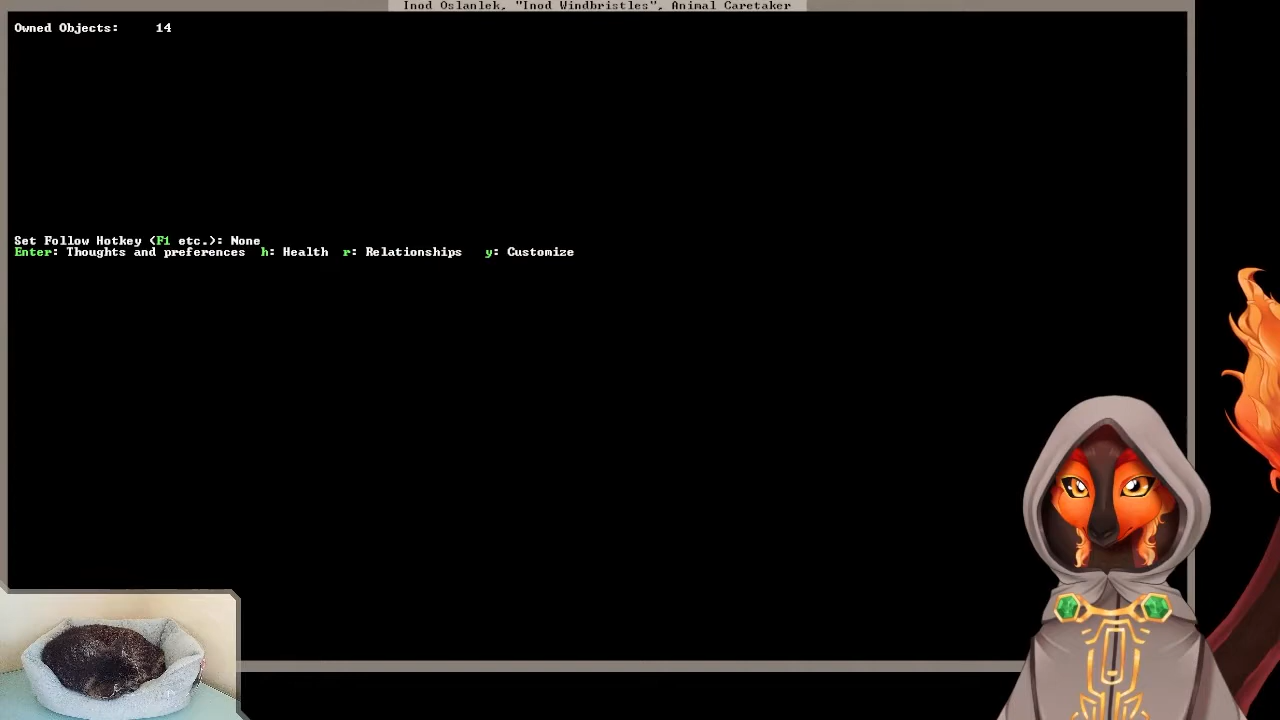 Inod Oslanlek, "Inod Windbristles", Animal Caretaker
Owned Objects: 14
Set Follow Hotkey (F1 etc.): None
Enter: Thoughts and preferences h: Health r: Relationships y: Customize